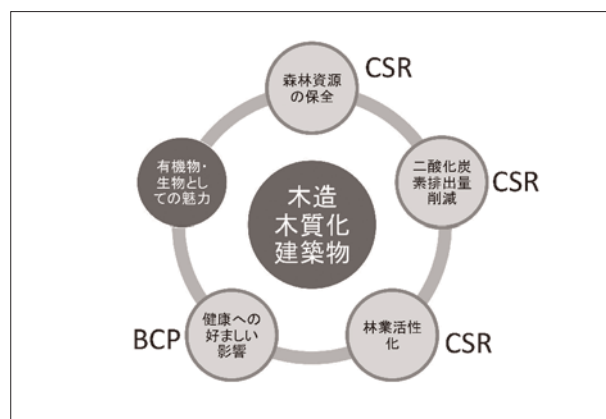 森林資源
の保全
CSR
二酸化炭
素排出量
削減
CSR
林業活性
化
CSR
健康への
好ましい
影響
BCP
有機物・
生物とし
ての魅力
木造
木質化
建築物